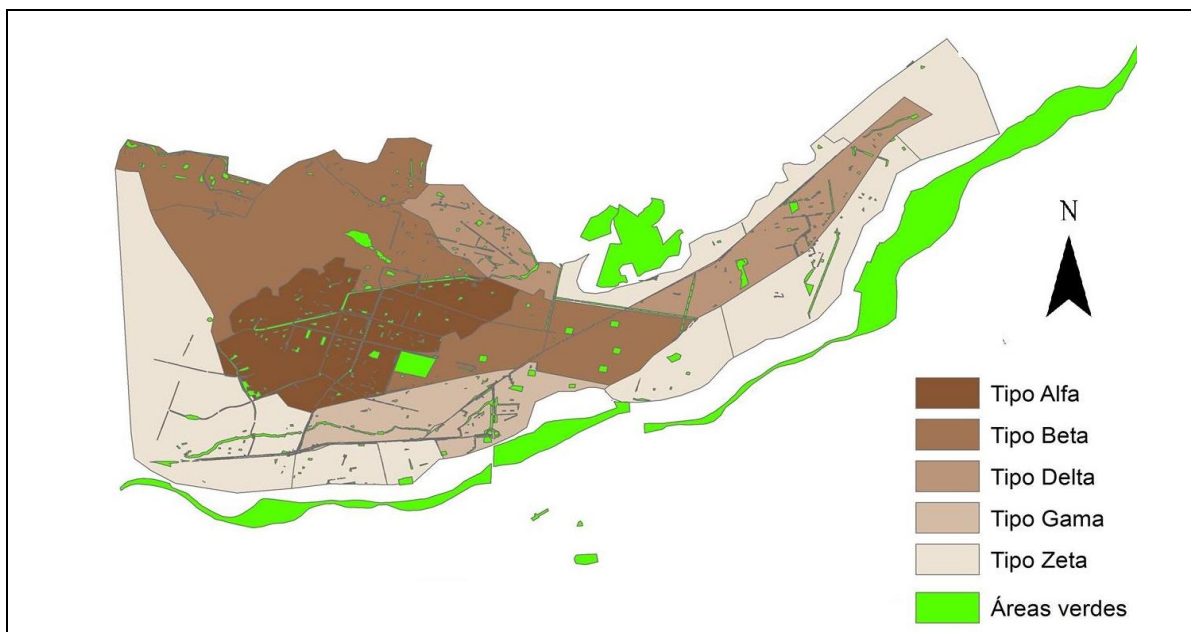 N
Tipo Alfa
Tipo Beta
Tipo Delta
Tipo Gama
Tipo Zeta
Áreas verdes